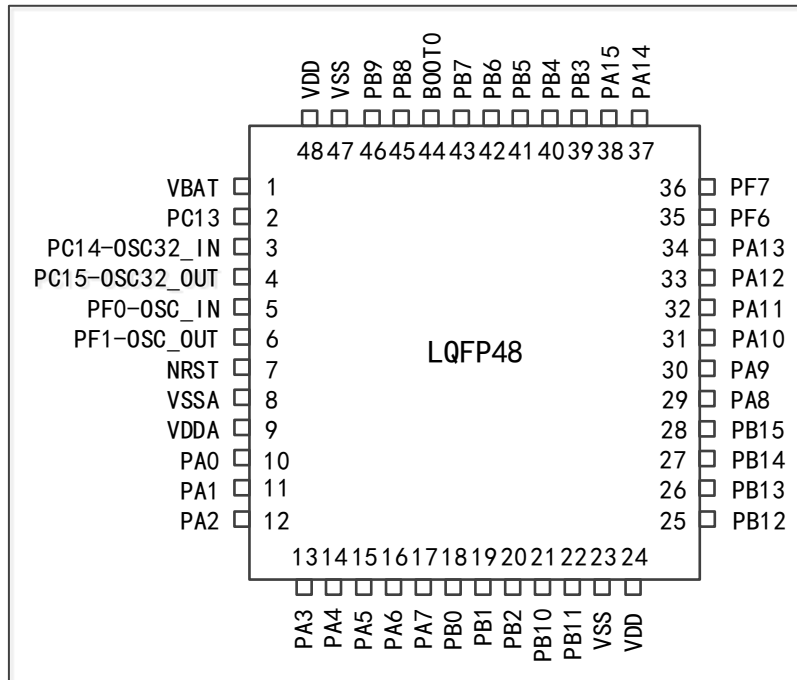 VDD VSS PB9 PB8 BOOT0 PB7 PB6 PB5 PB4 PB3 PA15 PA14
48 47 46 45 44 43 42 41 40 39 38 37
VBAT 1 36 PF7
PC13 2 35 PF6
PC14-OSC32_IN 3 34 PA13
PC15-OSC32_OUT 4 33 PA12
PF0-OSC_IN 5 32 PA11
PF1-OSC_OUT 6 31 PA10
LQFP48
NRST 7 30 PA9
VSSA 8 29 PA8
VDDA 9 28 PB15
PA0 10 27 PB14
PA1 11 26 PB13
PA2 12 25 PB12
13 14 15 16 17 18 19 20 21 22 23 24
PA3 PA4 PA5 PA6 PA7 PB0 PB1 PB2 PB10 PB11 VSS VDD